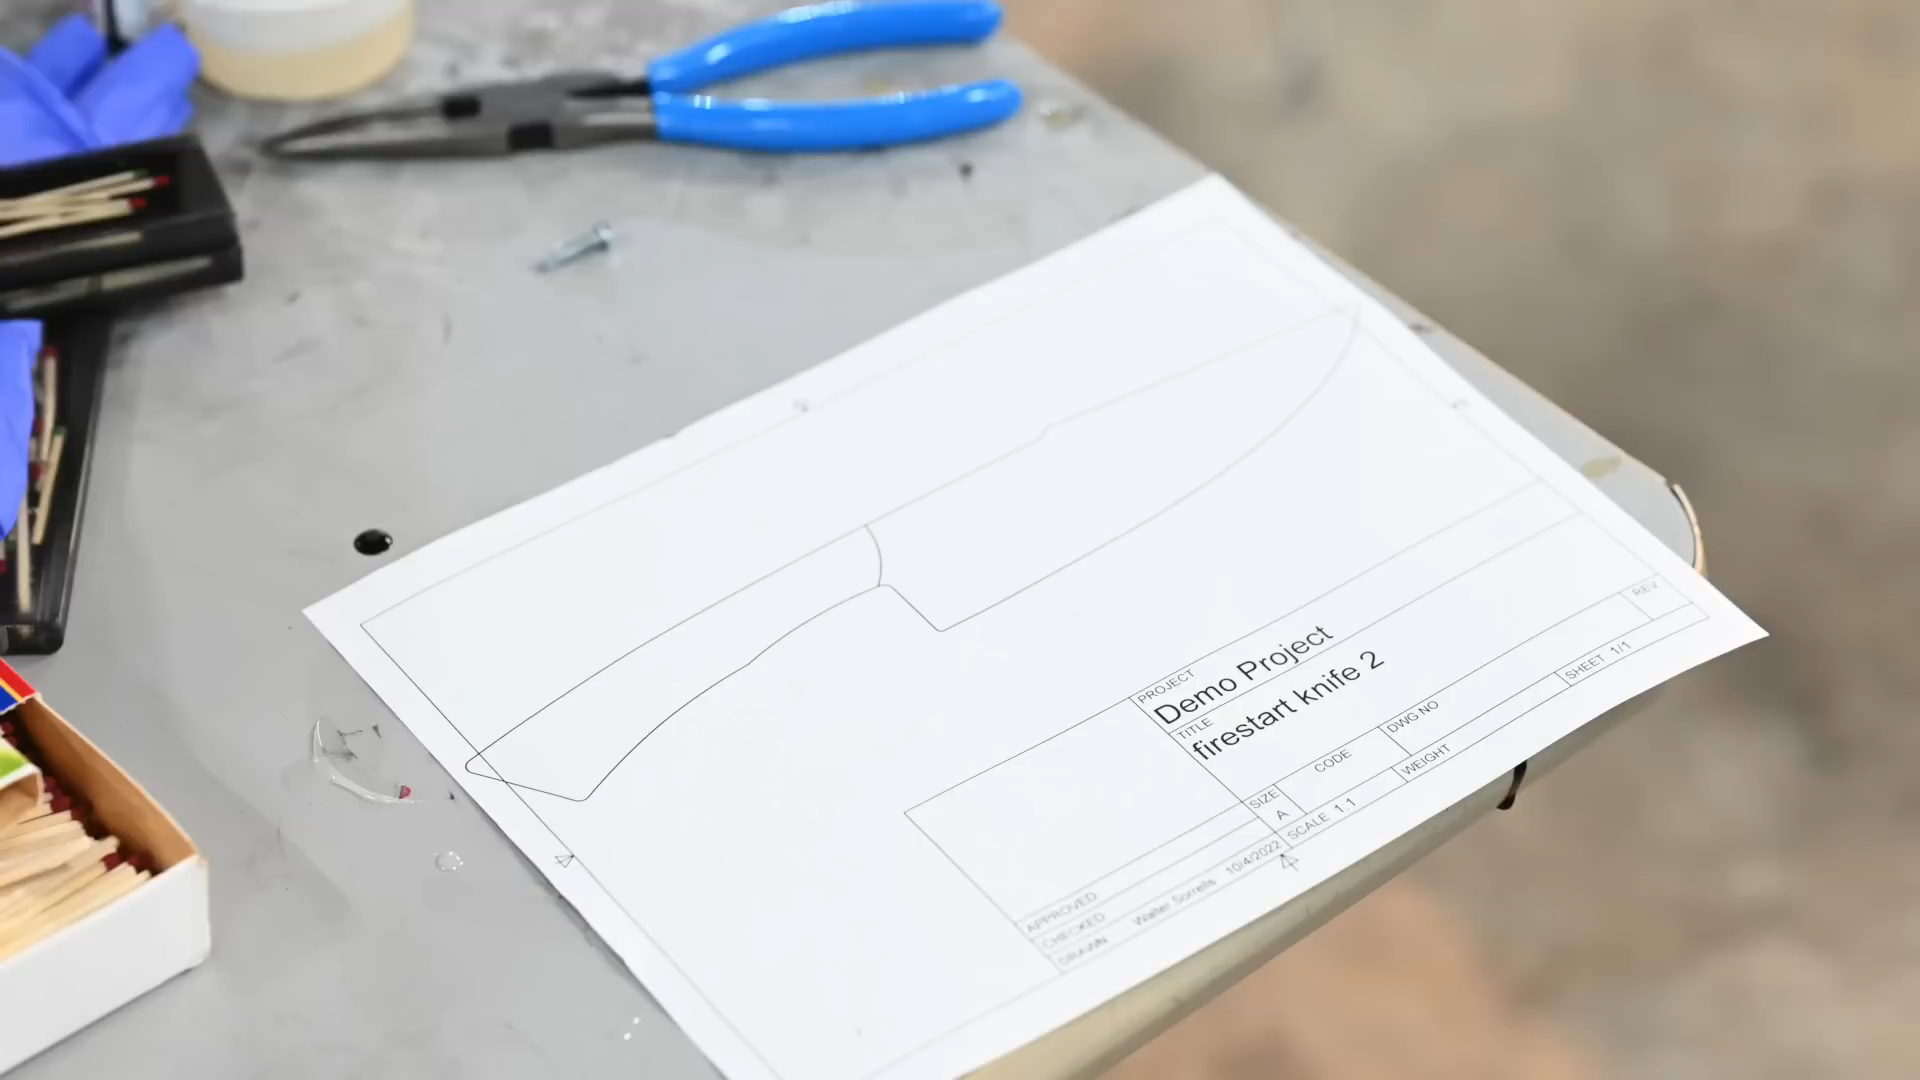 PROJECT
Demo Project
TITLE
firestart knife 2
REV
CODE
DWG NO
SIZE
A
SCALE 1:1
WEIGHT
SHEET 1/1
APPROVED
CHECKED
DRAWN Walter Sorrells 10/4/2022